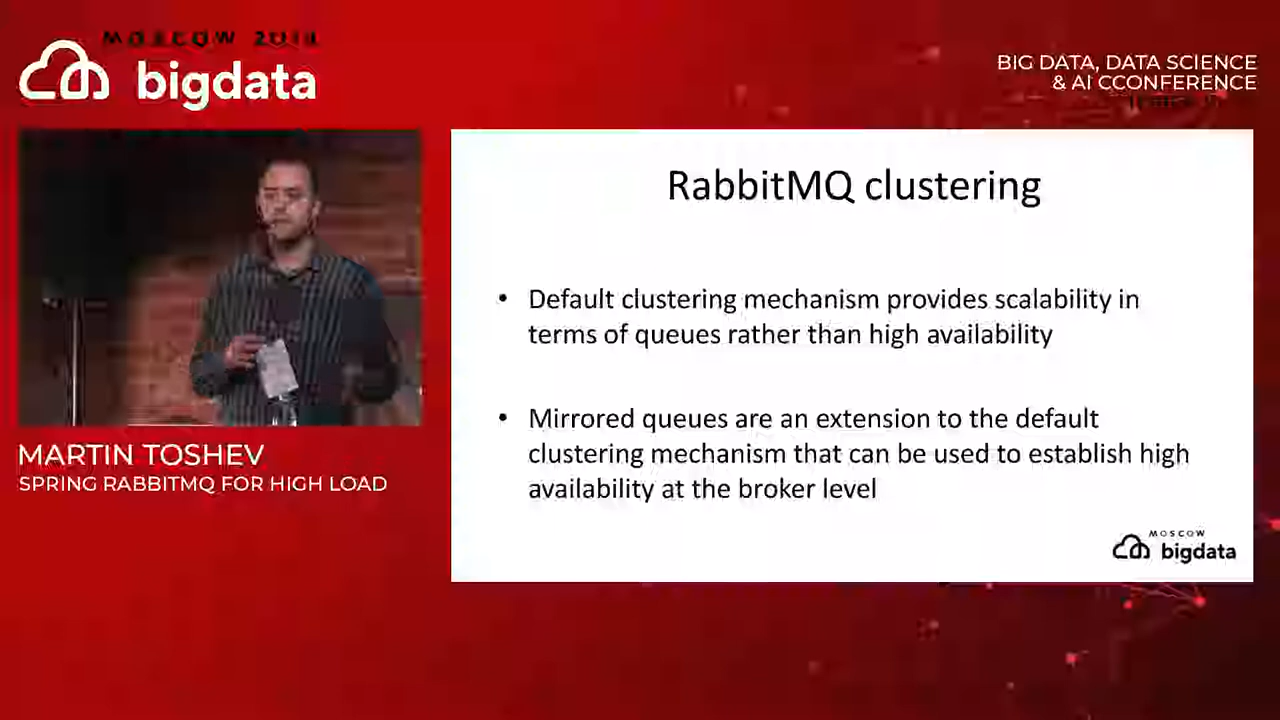 MOSCOW
bigdata
BIG DATA, DATA SCIENCE
& AI CCONFERENCE
RabbitMQ clustering
• Default clustering mechanism provides scalability in
terms of queues rather than high availability
• Mirrored queues are an extension to the default
clustering mechanism that can be used to establish high
availability at the broker level
MOSCOW
bigdata
MARTIN TOSHEV
SPRING RABBITMQ FOR HIGH LOAD